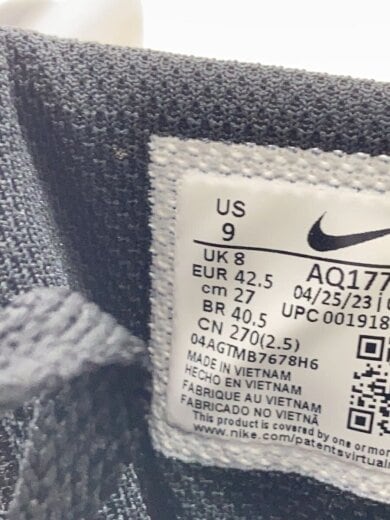 US
9
UK 8
EUR 42.5
cm 27
BR 40.5
CN 270(2.5)
04AGTMB7678H6
AQ177
04/25/23
UPC 001918
MADE IN VIETNAM
HECHO EN VIETNAM
FABRIQUE AU VIETNAM
FABRICADO NO VIETNÃ
This product is covered by one or mor
www.nike.com/patentsvirtualm